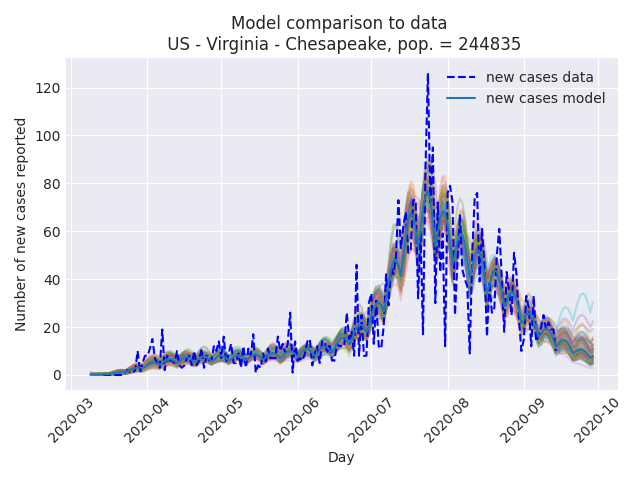 Model comparison to data
US - Virginia - Chesapeake, pop. = 244835
new cases data
new cases model
Number of new cases reported
120
100
80
60
40
20
0
2020-03
2020-04
2020-05
2020-06
2020-07
2020-08
2020-09
2020-10
Day